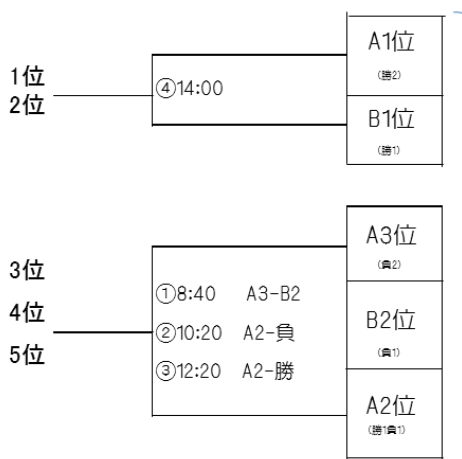 A1位
(勝2)
1位
2位
④14:00
B1位
(勝1)
A3位
(負2)
3位
4位
5位
①8:40 A3-B2
②10:20 A2-負
③12:20 A2-勝
B2位
(負1)
A2位
(勝1負1)